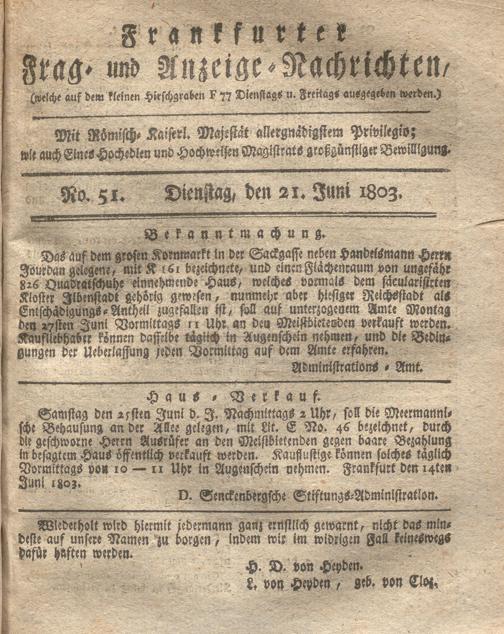 Frankfurter
Frag- und Anzeige-Nachrichten,
(welche auf dem kleinen Hirschgraben F 77 Dienstags u. Freitags ausgegeben werden.)
Mit Römisch-Kaiserl. Majestät allergnädigstem Privilegio;
wie auch Eines Hochedlen und Hochweisen Magistrats großgünstiger Bewilligung.
No. 51. Dienstag, den 21. Juni 1803.
Bekanntmachung.
Das auf dem grosen Kornmarkt in der Sackgasse neben Handelsmann Herrn
Jourdan gelegene, mit K 161 bezeichnete, und einen Flächenraum von ungefähr
826 Quadratschuhe einnehmende Haus, welches vormals dem säcularisirten
Kloster Ilbenstadt gehörig gewesen, nunmehr aber hiesiger Reichsstadt als
Entschädigungs-Antheil zugefallen ist, soll auf unterzogenem Amte Montag
den 27sten Juni Vormittags 11 Uhr an den Meistbietenden verkauft werden.
Kaufliebhaber können dasselbe täglich in Augenschein nehmen, und die Bedin-
gungen der Ueberlassung jeden Vormittag auf dem Amte erfahren.
Administrations-Amt.
Haus-Verkauf.
Samstag den 25sten Juni d. J. Nachmittags 2 Uhr, soll die Meermanni-
sche Behausung an der Allee gelegen, mit Lit. E No. 46 bezeichnet, durch
die geschworne Herrn Ausrüfer an den Meistbietenden gegen baare Bezahlung
in besagtem Haus öffentlich verkauft werden. Kauflustige können solches täglich
Vormittags von 10 — 11 Uhr in Augenschein nehmen. Frankfurt den 14ten
Juni 1803.
D. Senckenbergsche Stiftungs-Administration.
Wiederholt wird hiermit jedermann ganz ernstlich gewarnt, nicht das min-
deste auf unsere Namen zu borgen, indem wir im widrigen Fall keineswegs
dafür haften werden.
H. D. von Heyden.
L. von Heyden, geb. von Cloz.